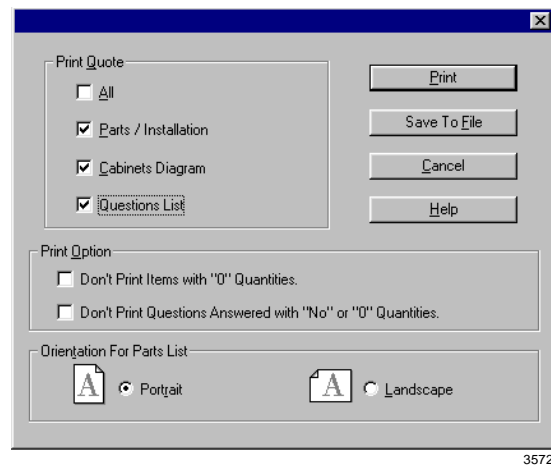 Print Quote
All
Parts / Installation
Cabinets Diagram
Questions List
Print
Save To File
Cancel
Help
Print Option
Don't Print Items with "0" Quantities.
Don't Print Questions Answered with "No" or "0" Quantities.
Orientation For Parts List
A Portrait
A Landscape
3572